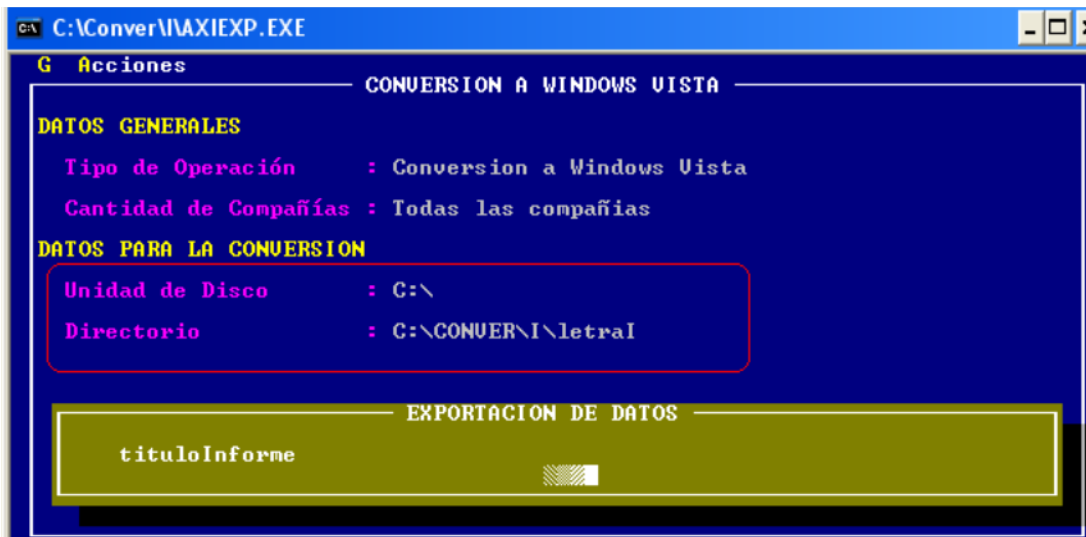 C:\Conver\I\AXIEXP.EXE
G Acciones
CONVERSION A WINDOWS VISTA
DATOS GENERALES
Tipo de Operación : Conversion a Windows Vista
Cantidad de Compañías : Todas las compañias
DATOS PARA LA CONVERSION
Unidad de Disco : C:\
Directorio : C:\CONVER\I\letraI
EXPORTACION DE DATOS
tituloInforme